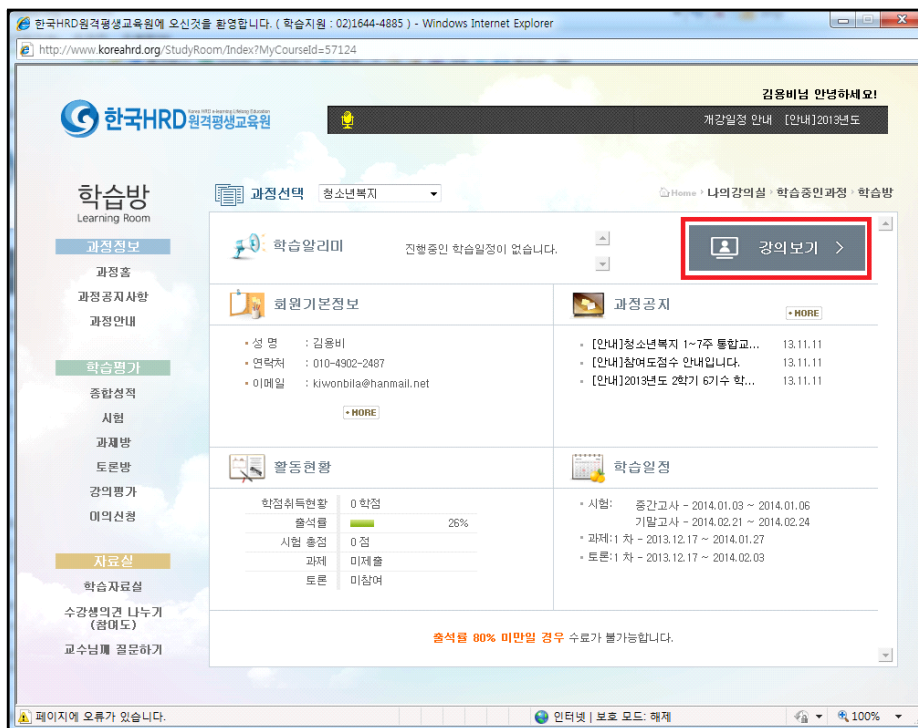 한국HRD원격평생교육원에 오신것을 환영합니다. ( 학습지원 : 02)1644-4885 ) - Windows Internet Explorer
http://www.koreahrd.org/StudyRoom/Index?MyCourseId=57124
김용비님 안녕하세요!
한국HRD원격평생교육원
개강일정 안내 [안내]2013년도
학습방
Learning Room
과정선택 청소년복지
Home 나의강의실 학습중인과정 학습방
과정정보
과정홈
과정공지사항
과정안내
학습평가
종합성적
시험
과제방
토론방
강의평가
이의신청
자료실
학습자료실
수강생의견 나누기
(참여도)
교수님께 질문하기
학습알리미 진행중인 학습일정이 없습니다.
강의보기 >
회원기본정보
• 성 명 : 김용비
• 연락처 : 010-4902-2487
• 이메일 : kiwonbila@hanmail.net
• MORE
과정공지
• MORE
[안내]청소년복지 1~7주 통합교... 13.11.11
[안내]참여도점수 안내입니다. 13.11.11
[안내]2013년도 2학기 6기수 학... 13.11.11
활동현황
학점취득현황 0 학점
출석률 26%
시험 총점 0 점
과제 미제출
토론 미참여
학습일정
• 시험: 중간고사 - 2014.01.03 ~ 2014.01.06
기말고사 - 2014.02.21 ~ 2014.02.24
• 과제:1 차 - 2013.12.17 ~ 2014.01.27
• 토론:1 차 - 2013.12.17 ~ 2014.02.03
출석률 80% 미만일 경우 수료가 불가능합니다.
페이지에 오류가 있습니다.
인터넷 | 보호 모드: 해제
100%